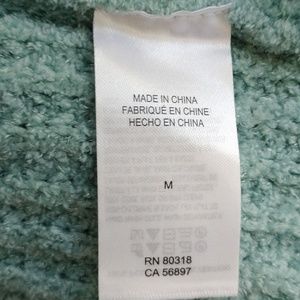 MADE IN CHINA
FABRIQUÉ EN CHINE
HECHO EN CHINA
M
RN 80318
CA 56897